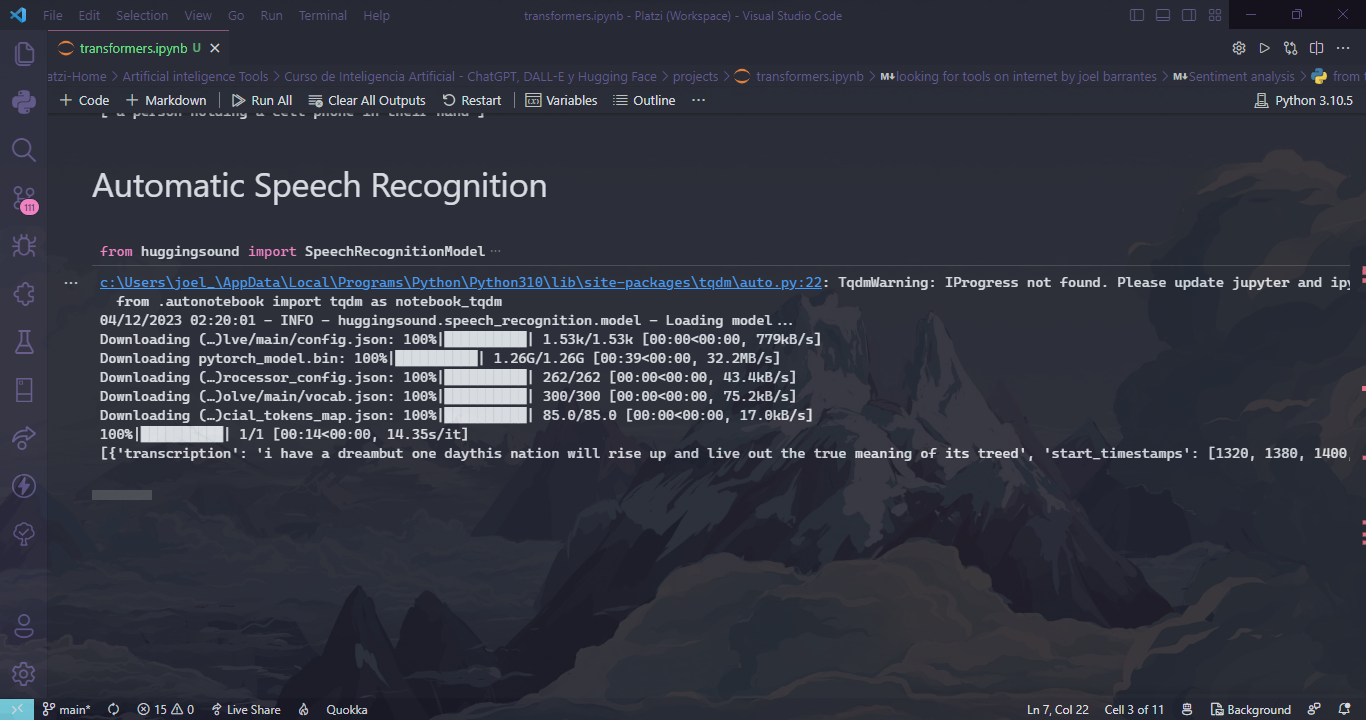 File Edit Selection View Go Run Terminal Help transformers.ipynb - Platzi (Workspace) - Visual Studio Code
transformers.ipynb U
atzi-Home > Artificial inteligence Tools > Curso de Inteligencia Artificial - ChatGPT, DALL-E y Hugging Face > projects > transformers.ipynb > M↓looking for tools on internet by joel barrantes > M↓Sentiment analysis > from
+ Code + Markdown Run All Clear All Outputs Restart Variables Outline ... Python 3.10.5
['a person holding a cell phone in their hand']
Automatic Speech Recognition
111
from huggingsound import SpeechRecognitionModel ...
... c:\Users\joel_\AppData\Local\Programs\Python\Python310\lib\site-packages\tqdm\auto.py:22: TqdmWarning: IProgress not found. Please update jupyter and ipy
from .autonotebook import tqdm as notebook_tqdm
04/12/2023 02:20:01 - INFO - huggingsound.speech_recognition.model - Loading model...
Downloading (…)lve/main/config.json: 100%|██████████| 1.53k/1.53k [00:00<00:00, 779kB/s]
Downloading pytorch_model.bin: 100%|██████████| 1.26G/1.26G [00:39<00:00, 32.2MB/s]
Downloading (…)rocessor_config.json: 100%|██████████| 262/262 [00:00<00:00, 43.4kB/s]
Downloading (…)olve/main/vocab.json: 100%|██████████| 300/300 [00:00<00:00, 75.2kB/s]
Downloading (…)cial_tokens_map.json: 100%|██████████| 85.0/85.0 [00:00<00:00, 17.0kB/s]
100%|██████████| 1/1 [00:14<00:00, 14.35s/it]
[{'transcription': 'i have a dreambut one daythis nation will rise up and live out the true meaning of its treed', 'start_timestamps': [1320, 1380, 1400,
main* 15 0 Live Share Quokka Ln 7, Col 22 Cell 3 of 11 Background